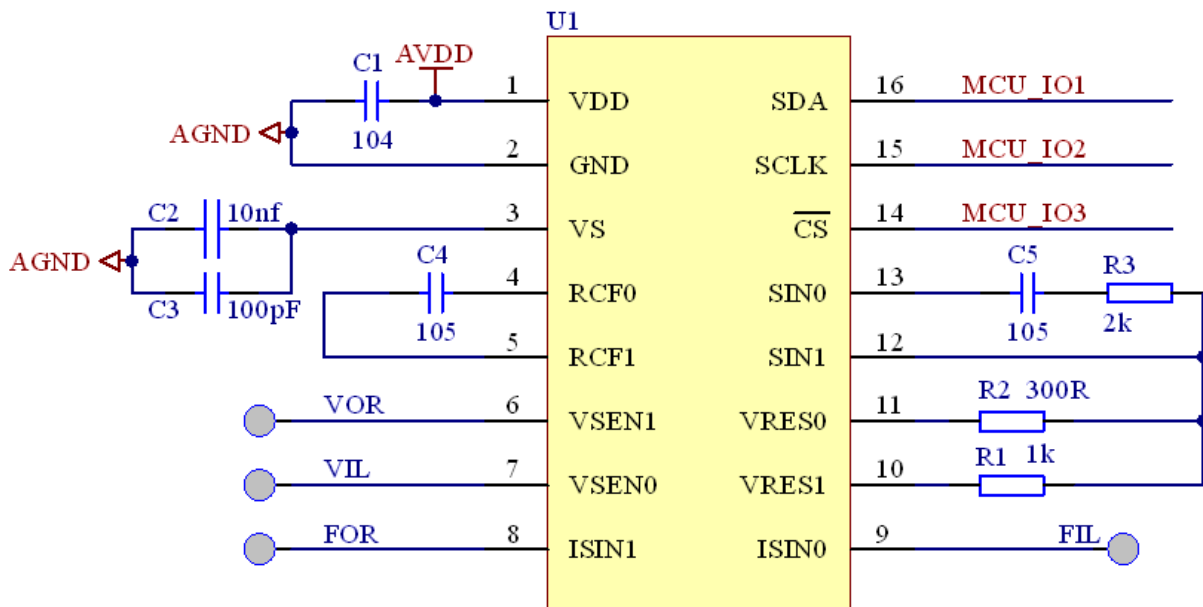 U1
C1 AVDD
1 VDD SDA 16 MCU_IO1
AGND 104
2 GND SCLK 15 MCU_IO2
C2 10nf 3 VS CS 14 MCU_IO3
AGND C4 C5 R3
C3 100pF 4 RCF0 SIN0 13
105 105 2k
5 RCF1 SIN1 12
VOR 6 VSEN1 VRES0 11 R2 300R
VIL 7 VSEN0 VRES1 10 R1 1k
FOR 8 ISIN1 ISIN0 9 FIL